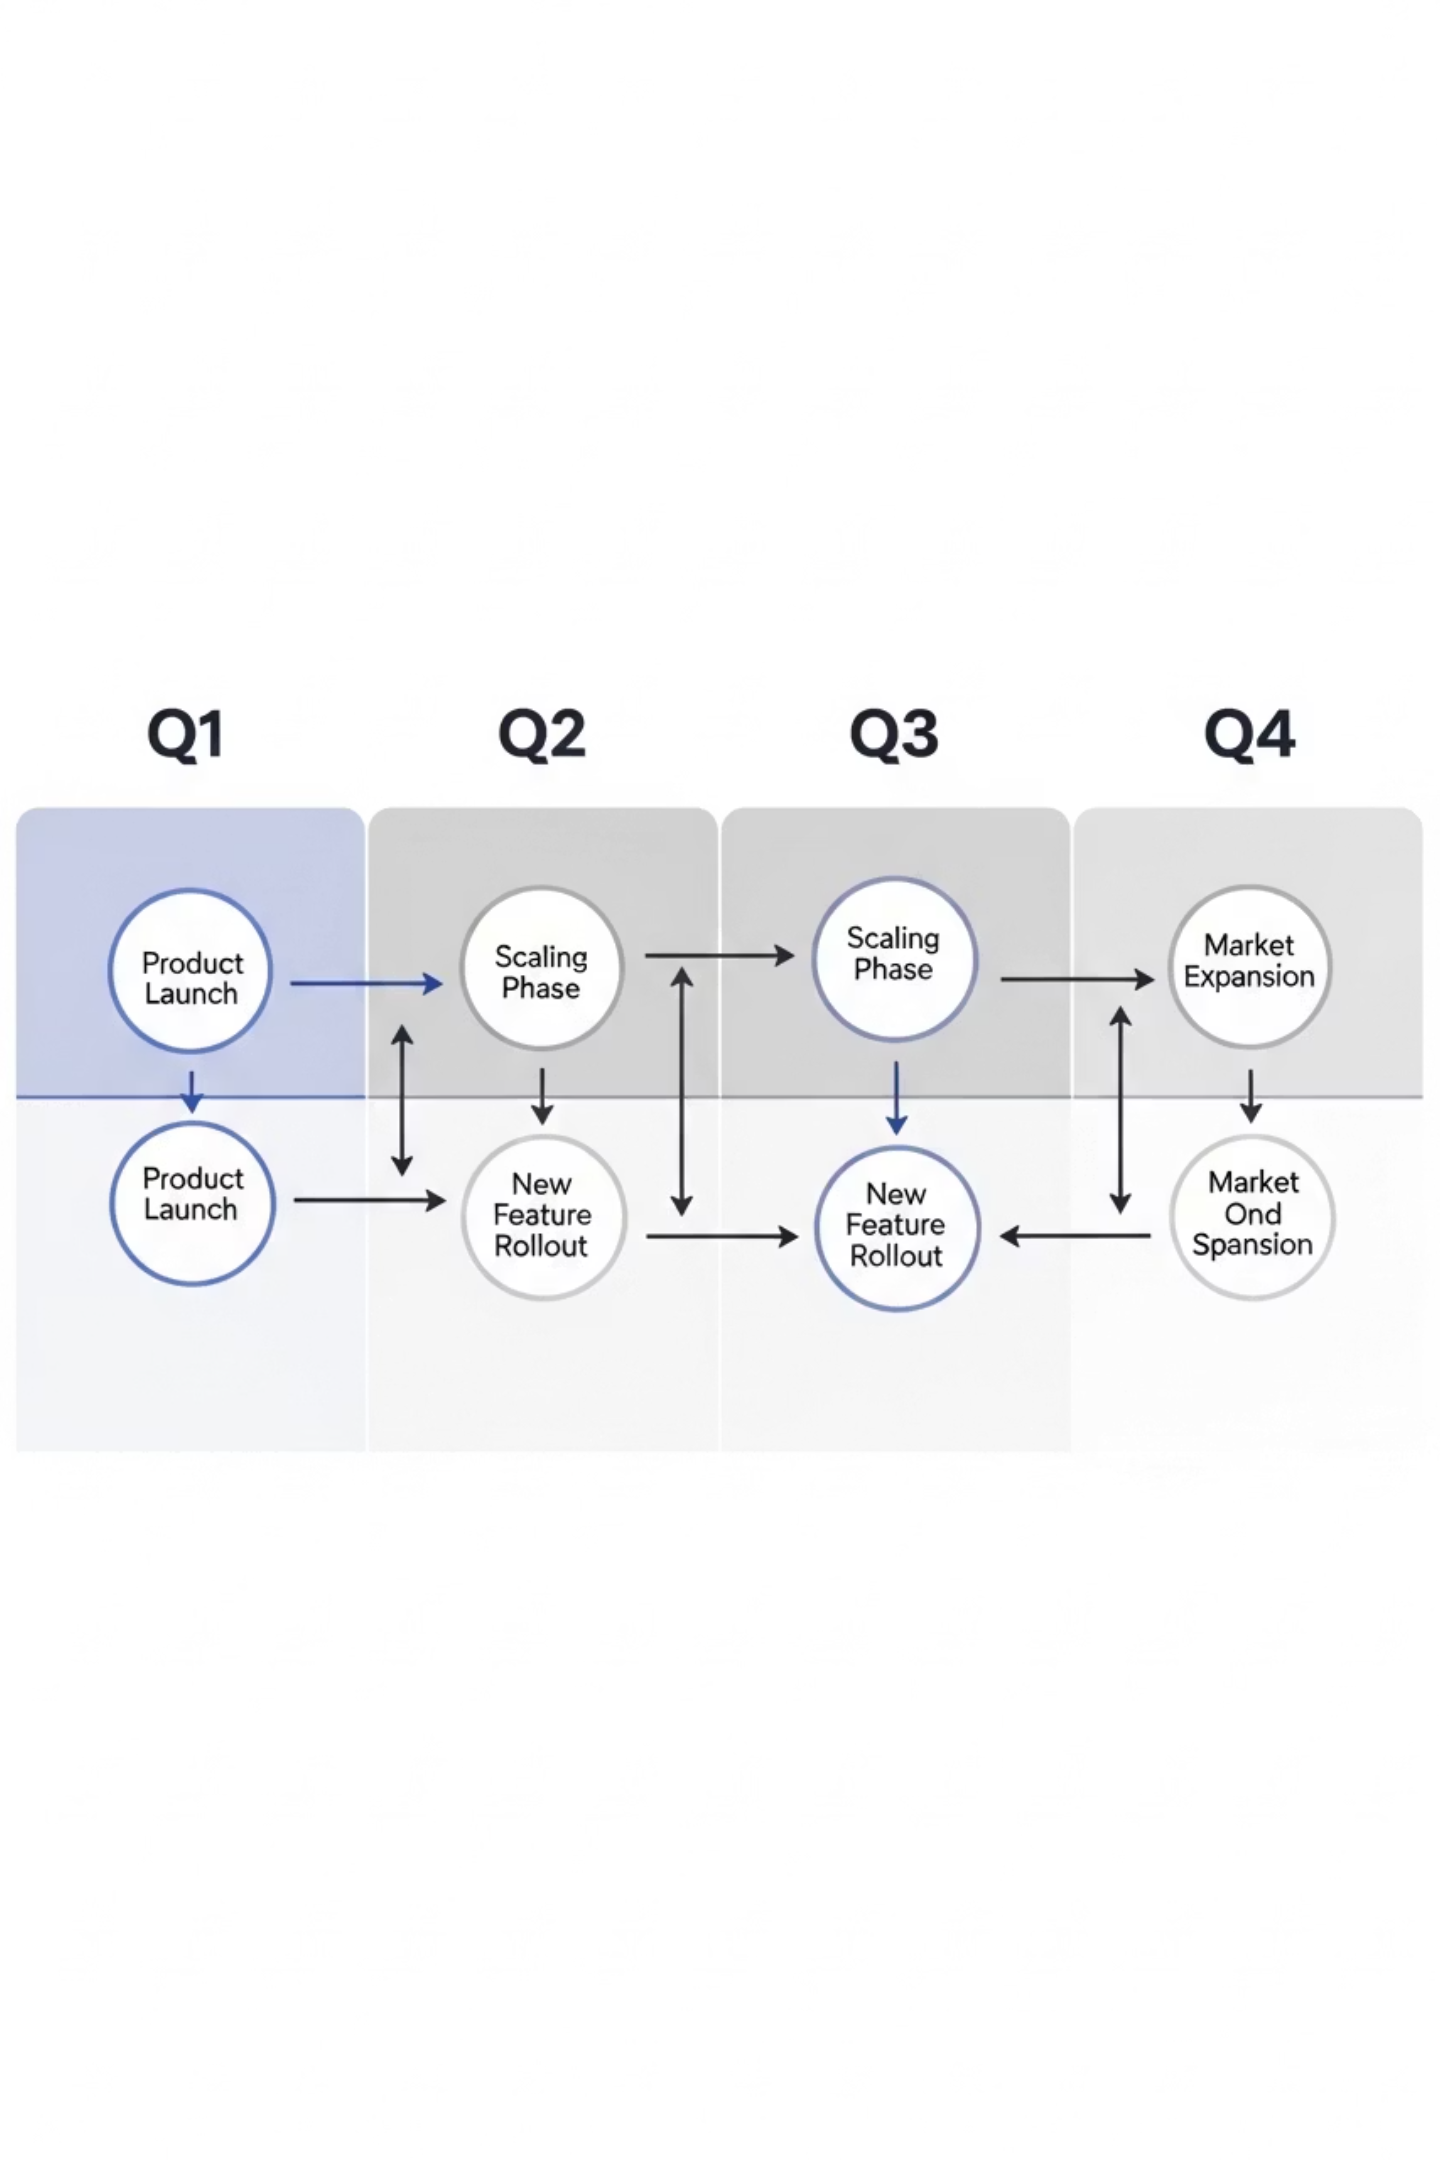 Q1
Q2
Q3
Q4
Product
Launch
Scaling
Phase
Scaling
Phase
Market
Expansion
Product
Launch
New
Feature
Rollout
New
Feature
Rollout
Market
Ond
Spansion